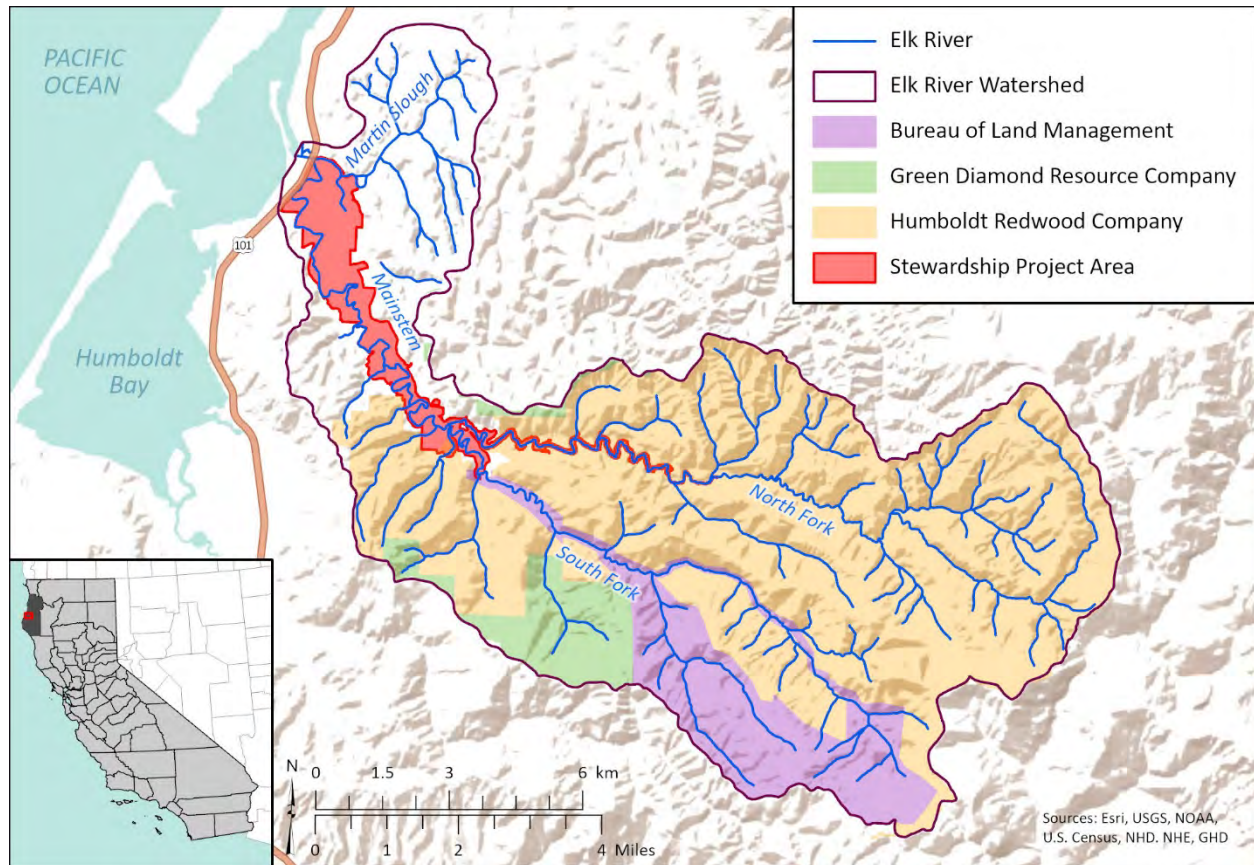 PACIFIC
OCEAN
Humboldt
Bay
101
Martin Slough
Mainstem
North Fork
South Fork
Elk River
Elk River Watershed
Bureau of Land Management
Green Diamond Resource Company
Humboldt Redwood Company
Stewardship Project Area
N
0 1.5 3 6 km
0 1 2 4 Miles
Sources: Esri, USGS, NOAA,
U.S. Census, NHD. NHE, GHD